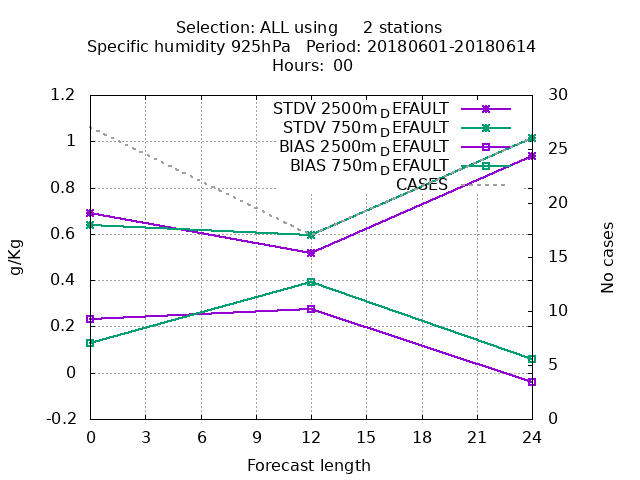 Selection: ALL using     2 stations
Specific humidity 925hPa   Period: 20180601-20180614
Hours:  00
STDV 2500m_DEFAULT
STDV 750m_DEFAULT
BIAS 2500m_DEFAULT
BIAS 750m_DEFAULT
CASES
1.2
1
0.8
0.6
0.4
0.2
0
-0.2
g/Kg
30
25
20
15
10
5
0
No cases
0 3 6 9 12 15 18 21 24
Forecast length